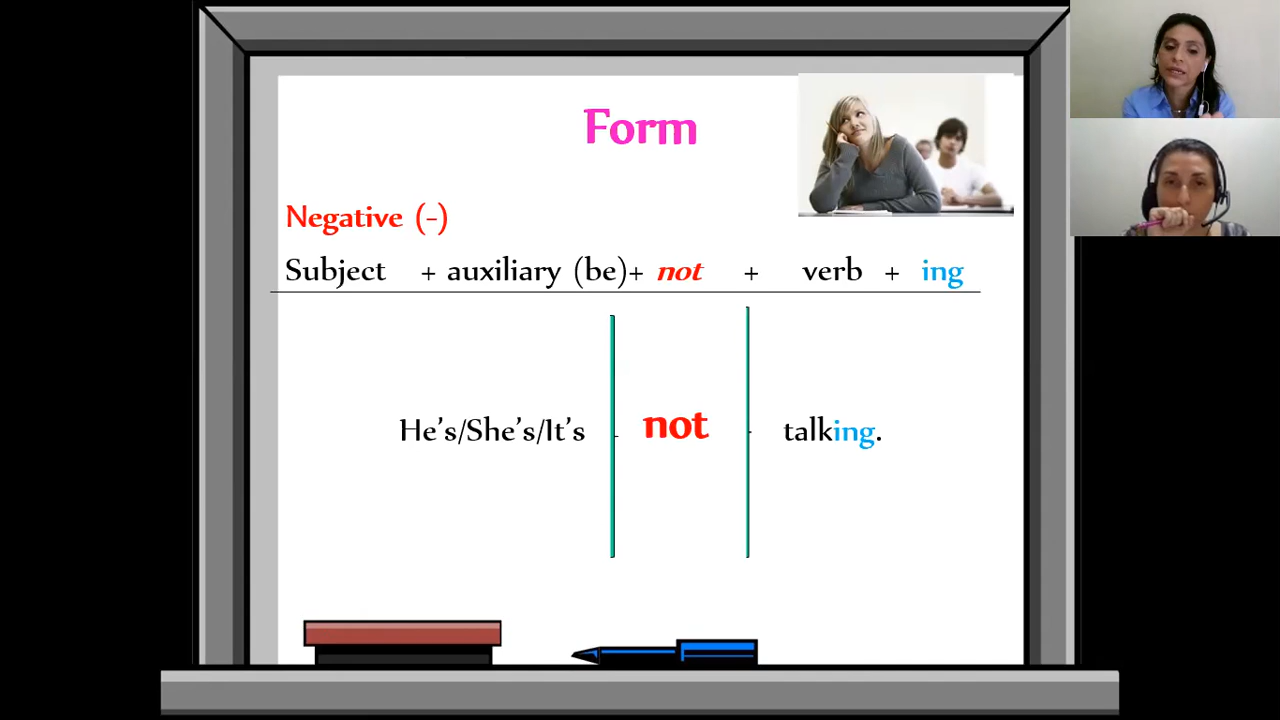 Form
Negative (-)
Subject + auxiliary (be)+ not + verb + ing
He's/She's/It's not talking.